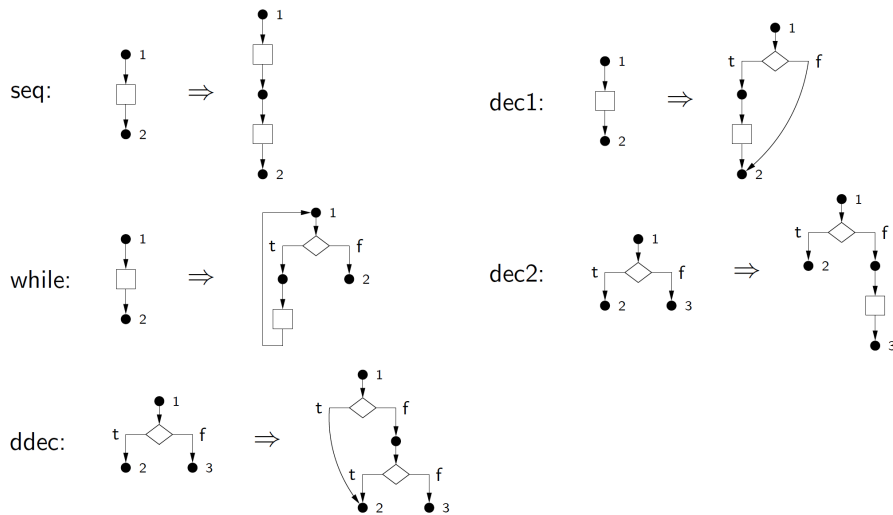 seq: 1 2 ⇒ 1 2
dec1: 1 2 ⇒ 1 t f 2
while: 1 2 ⇒ 1 t f 2
dec2: 1 t f 2 3 ⇒ 1 t f 2 3
ddec: 1 t f 2 3 ⇒ 1 t f t f 2 3